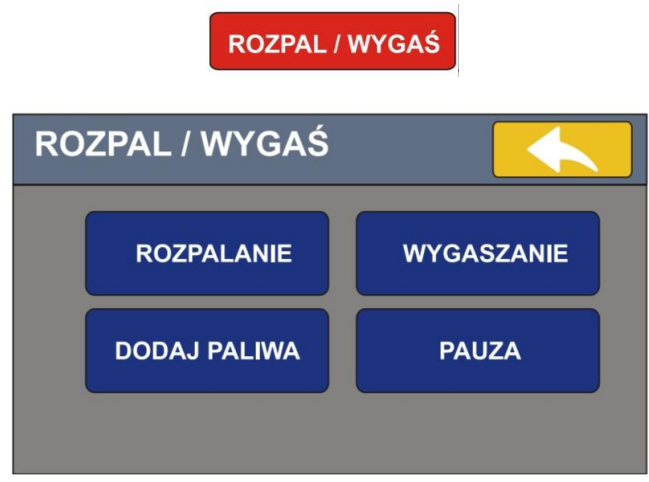 ROZPAL / WYGAŚ
ROZPAL / WYGAŚ
ROZPALANIE
WYGASZANIE
DODAJ PALIWA
PAUZA